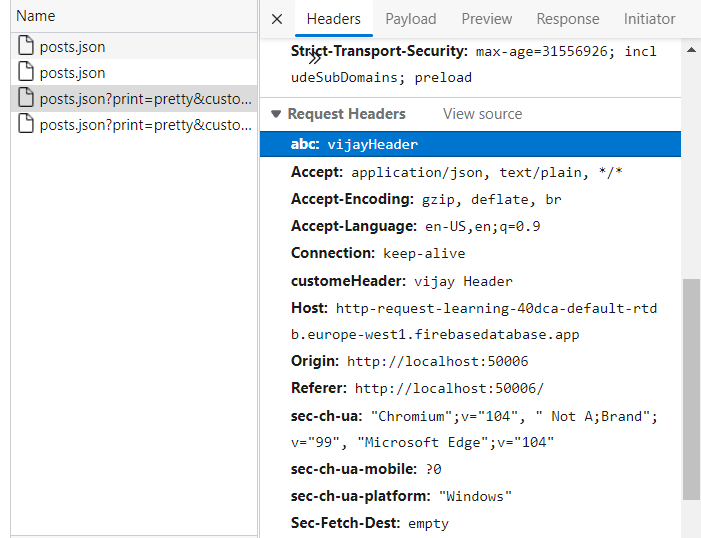 Name
posts.json
posts.json
posts.json?print=pretty&custo...
posts.json?print=pretty&custo...
Headers Payload Preview Response Initiator
Strict-Transport-Security: max-age=31556926; incl
udeSubDomains; preload
Request Headers View source
abc: vijayHeader
Accept: application/json, text/plain, */*
Accept-Encoding: gzip, deflate, br
Accept-Language: en-US,en;q=0.9
Connection: keep-alive
customeHeader: vijay Header
Host: http-request-learning-40dca-default-rtd
b.europe-west1.firebasedatabase.app
Origin: http://localhost:50006
Referer: http://localhost:50006/
sec-ch-ua: "Chromium";v="104", " Not A;Brand";
v="99", "Microsoft Edge";v="104"
sec-ch-ua-mobile: ?0
sec-ch-ua-platform: "Windows"
Sec-Fetch-Dest: empty